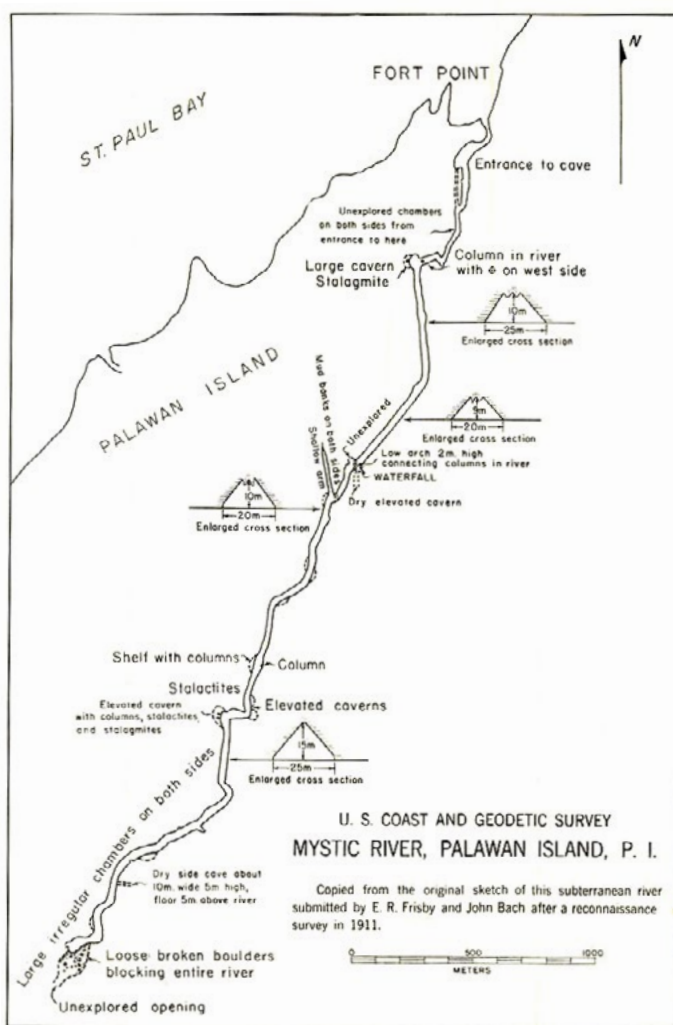 N
FORT POINT
ST. PAUL BAY
Entrance to cave
Unexplored chambers
on both sides from
entrance to here
Large cavern
Stalagmite
Column in river
with ⌖ on west side
10m
25m
Enlarged cross section
PALAWAN ISLAND
Mud banks on both sides
Shallow arm
Unexplored
9m
20m
Enlarged cross section
Low arch 2m. high
connecting columns in river
WATERFALL
Dry elevated cavern
10m
20m
Enlarged cross section
Shelf with columns
Column
Stalactites
Elevated cavern
with columns, stalactites
and stalagmites
Elevated caverns
15m
25m
Enlarged cross section
Large irregular chambers on both sides
Dry side cave about
10m. wide 5m high,
floor 5m above river
Loose broken boulders
blocking entire river
Unexplored opening
U. S. COAST AND GEODETIC SURVEY
MYSTIC RIVER, PALAWAN ISLAND, P. I.
Copied from the original sketch of this subterranean river
submitted by E. R. Frisby and John Bach after a reconnaissance
survey in 1911.
0 500 1000
METERS